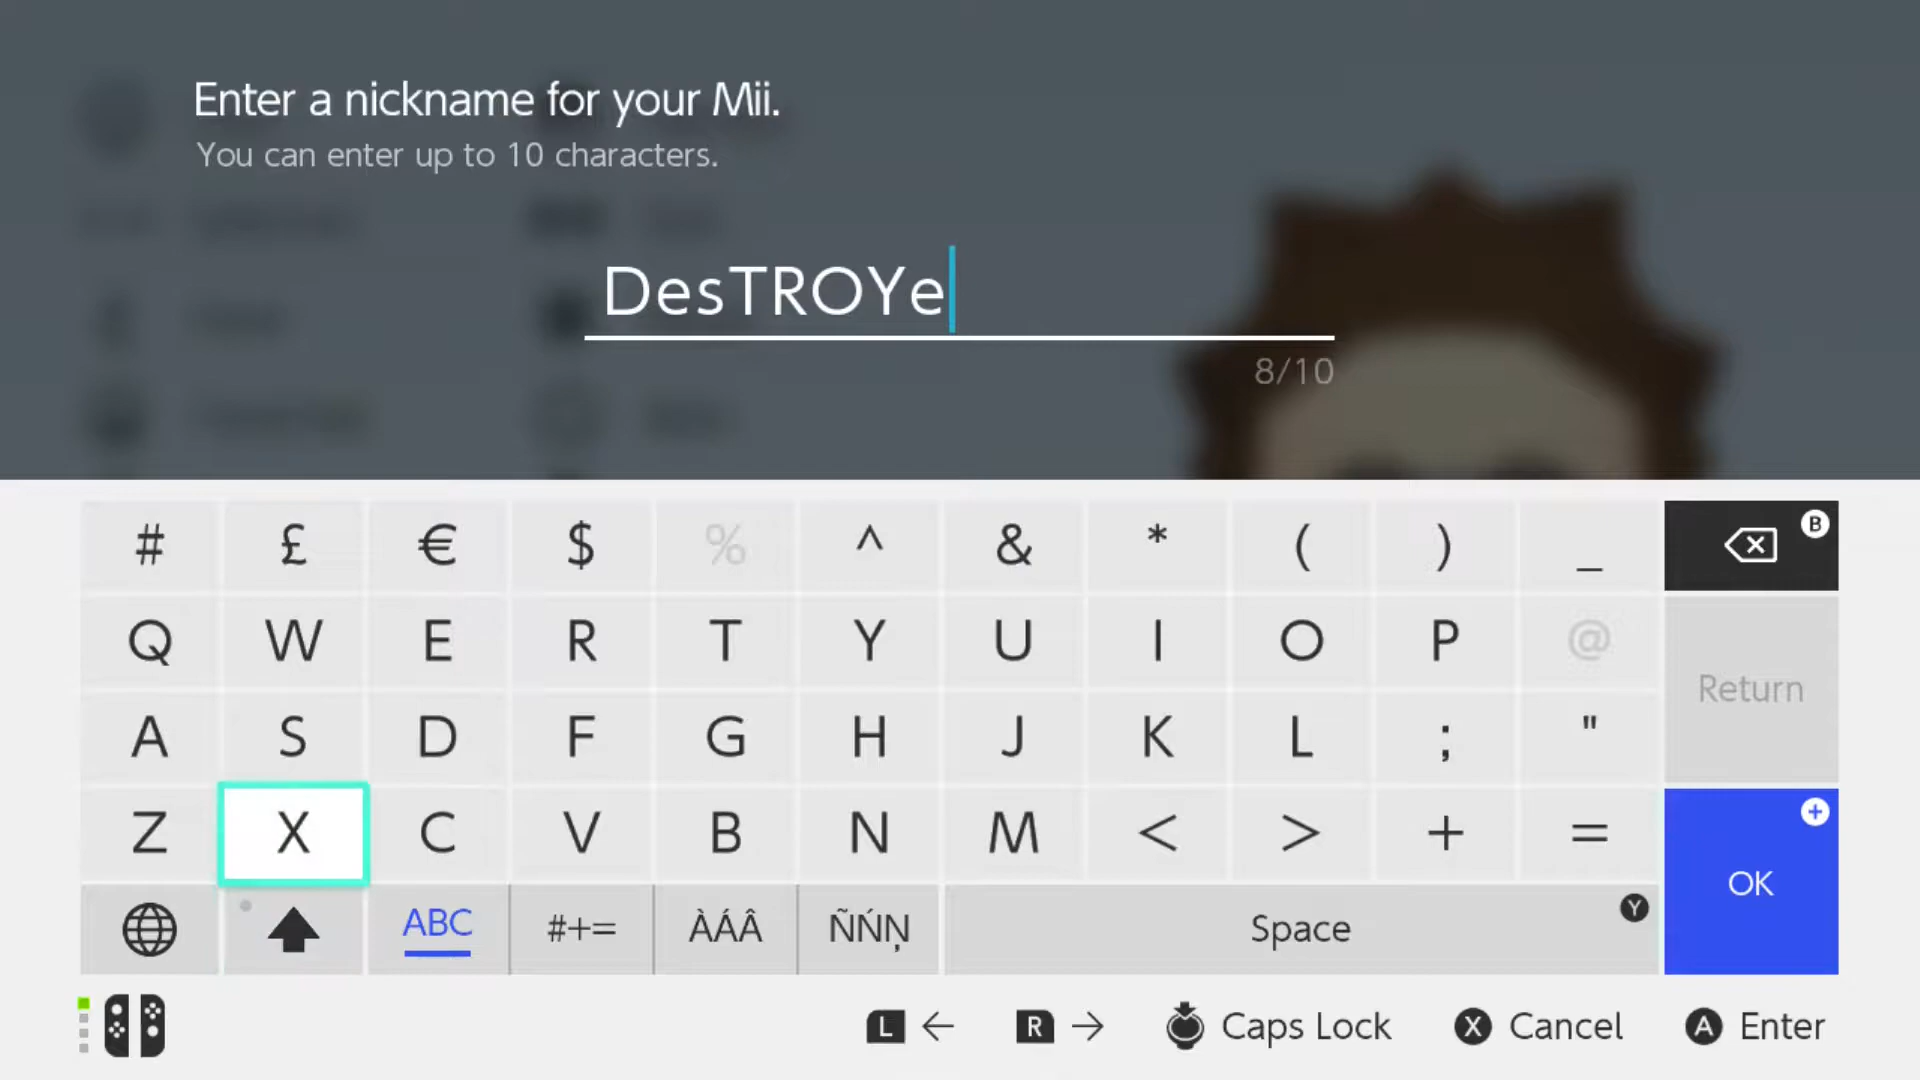 Enter a nickname for your Mii.
You can enter up to 10 characters.
DesTROYe
8/10
# £ € $ % ^ & * ( ) _ B
Q W E R T Y U I O P @
Return
A S D F G H J K L ; "
Z X C V B N M < > + =
OK
ABC #+= ÀÁÂ ÑŃŅ Space Y
L ← R → Caps Lock X Cancel A Enter